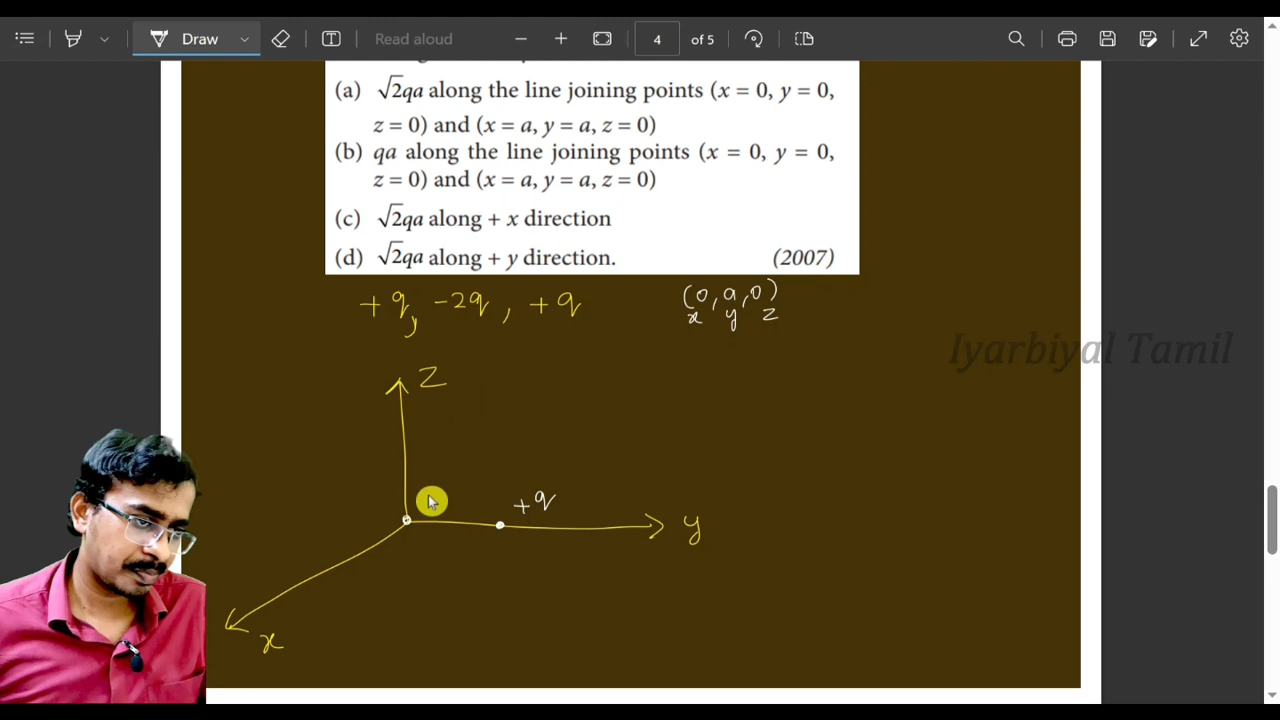 Draw
Read aloud
4 of 5
(a) √2qa along the line joining points (x = 0, y = 0,
z = 0) and (x = a, y = a, z = 0)
(b) qa along the line joining points (x = 0, y = 0,
z = 0) and (x = a, y = a, z = 0)
(c) √2qa along + x direction
(d) √2qa along + y direction. (2007)
+q, -2q, +q (0, a, 0)
x y z
Iyarbiyal Tamil
z
+q
y
x